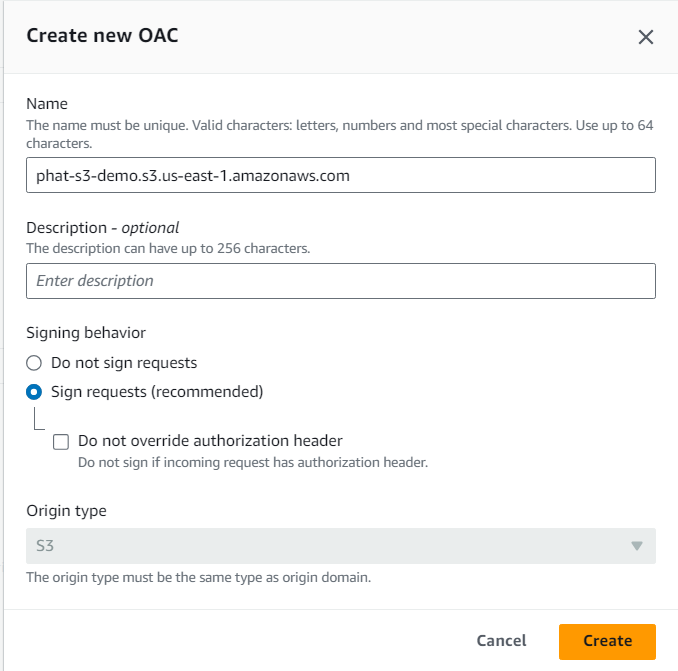 Create new OAC
Name
The name must be unique. Valid characters: letters, numbers and most special characters. Use up to 64
characters.
phat-s3-demo.s3.us-east-1.amazonaws.com
Description - optional
The description can have up to 256 characters.
Enter description
Signing behavior
Do not sign requests
Sign requests (recommended)
Do not override authorization header
Do not sign if incoming request has authorization header.
Origin type
S3
The origin type must be the same type as origin domain.
Cancel Create